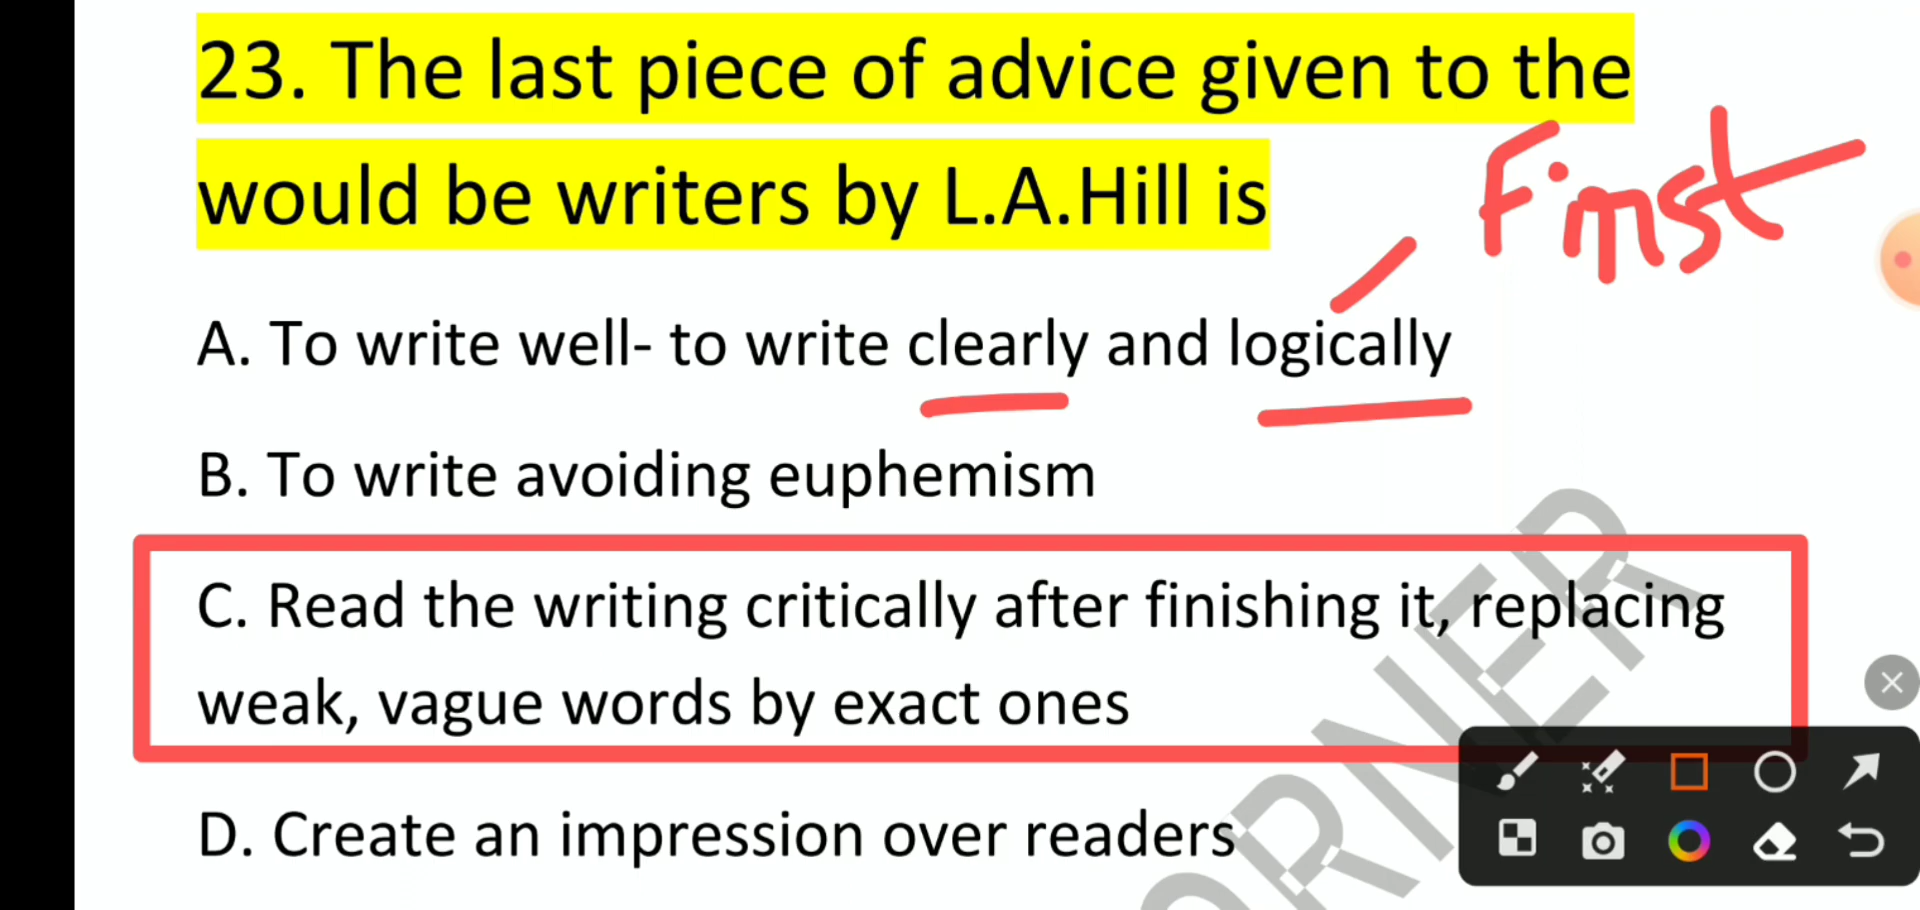 23. The last piece of advice given to the
would be writers by L.A.Hill is
First
A. To write well- to write clearly and logically
B. To write avoiding euphemism
C. Read the writing critically after finishing it, replacing
weak, vague words by exact ones
D. Create an impression over readers
ORNER